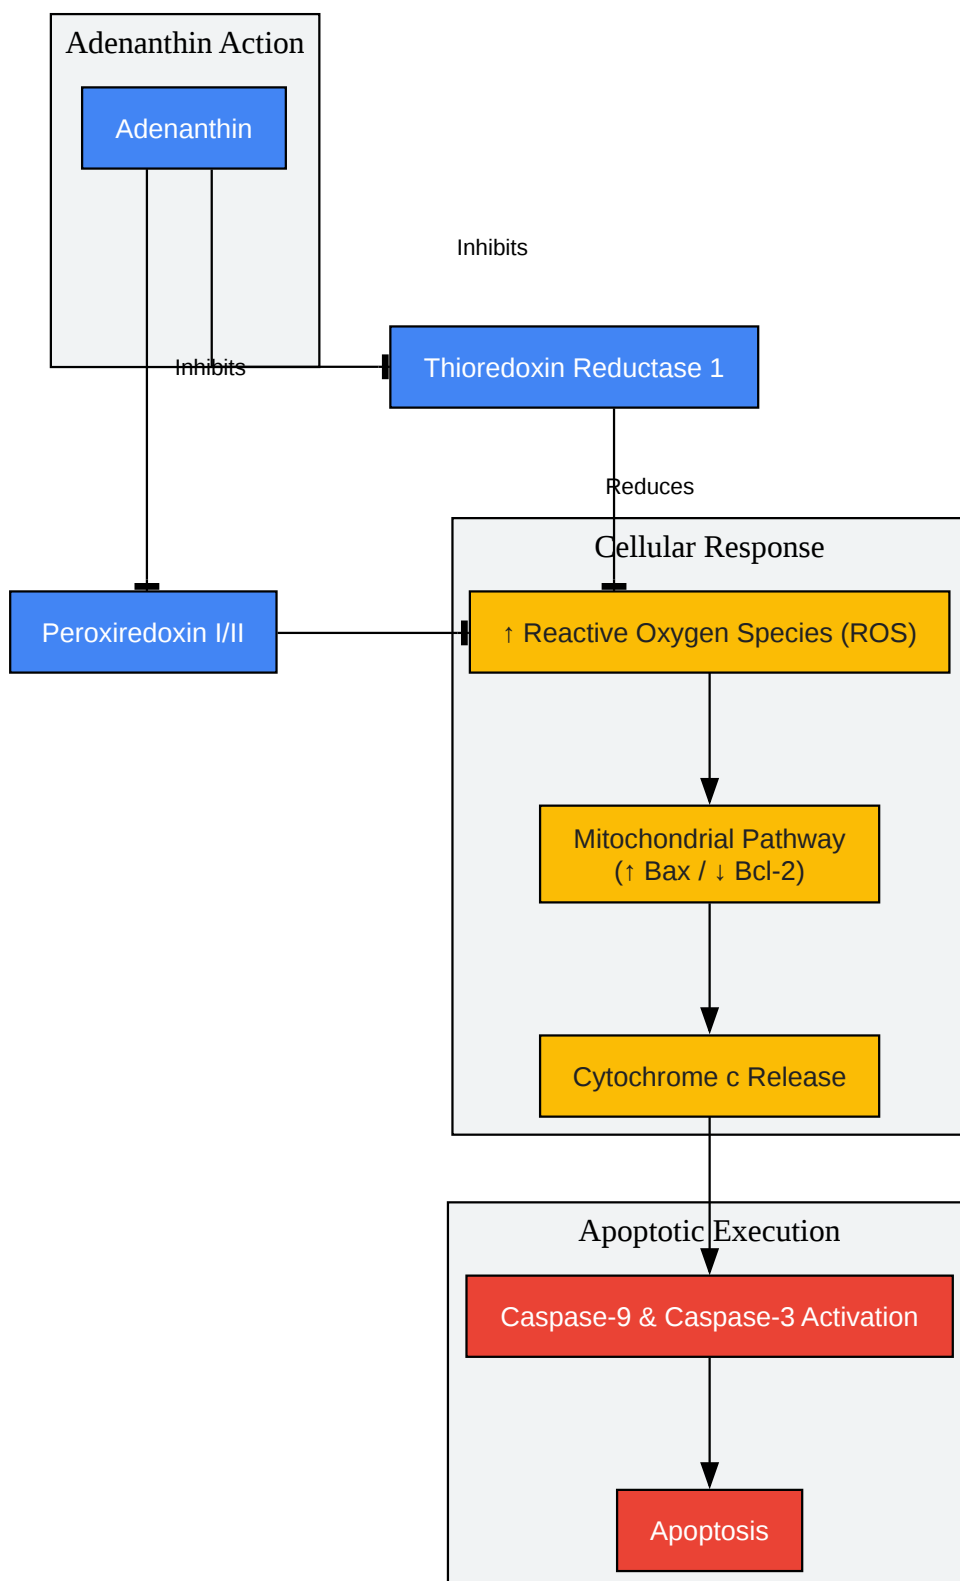 Adenanthin Action
Adenanthin
Inhibits
Inhibits
Thioredoxin Reductase 1
Reduces
Cellular Response
Peroxiredoxin I/II
↑ Reactive Oxygen Species (ROS)
Mitochondrial Pathway
(↑ Bax / ↓ Bcl-2)
Cytochrome c Release
Apoptotic Execution
Caspase-9 & Caspase-3 Activation
Apoptosis